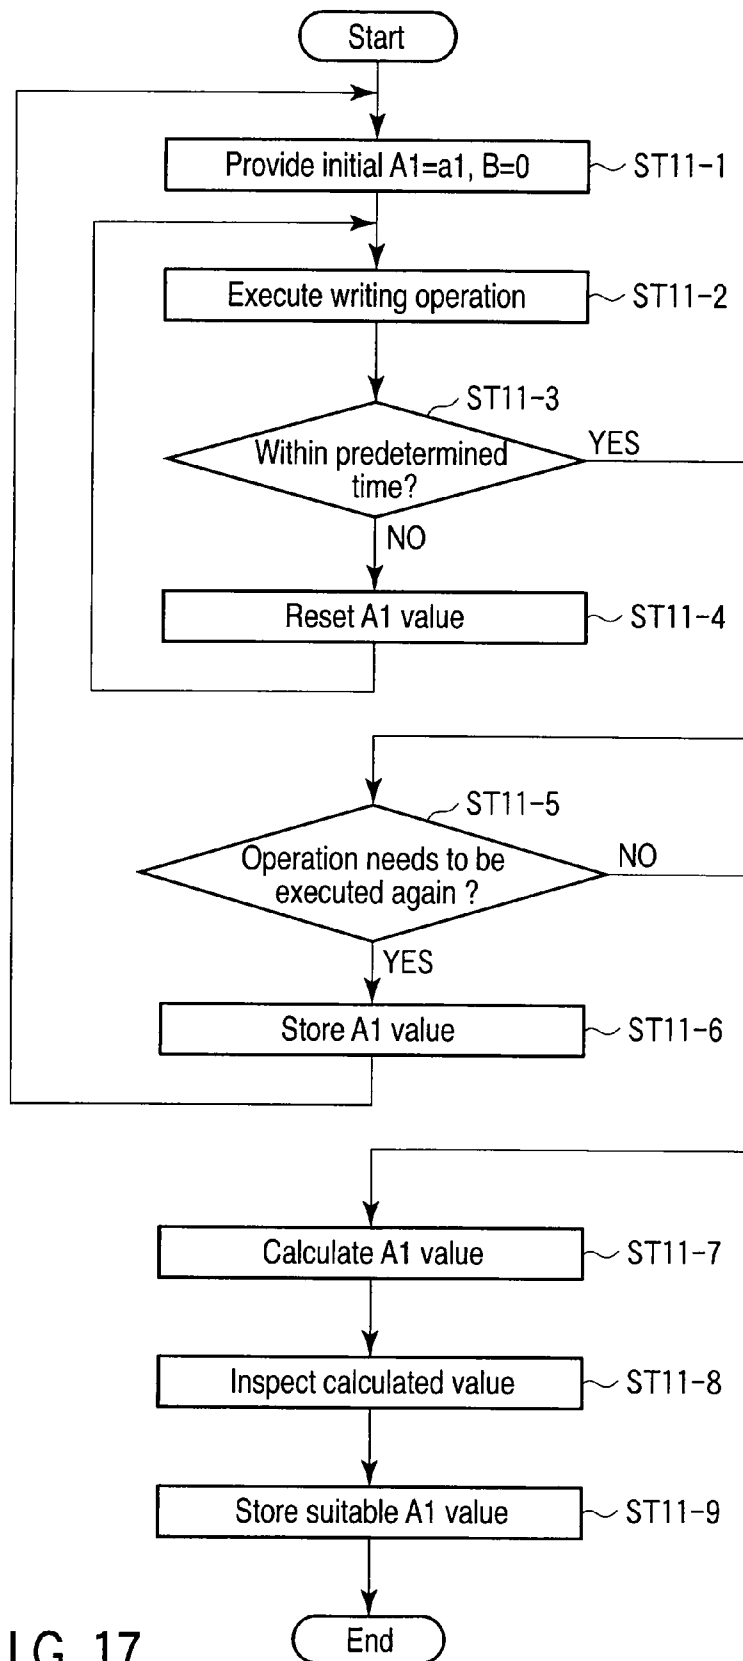 Start
Provide initial A1=a1, B=0
ST11-1
Execute writing operation
ST11-2
ST11-3
Within predetermined
time?
YES
NO
Reset A1 value
ST11-4
ST11-5
Operation needs to be
executed again ?
NO
YES
Store A1 value
ST11-6
Calculate A1 value
ST11-7
Inspect calculated value
ST11-8
Store suitable A1 value
ST11-9
End
I G. 17